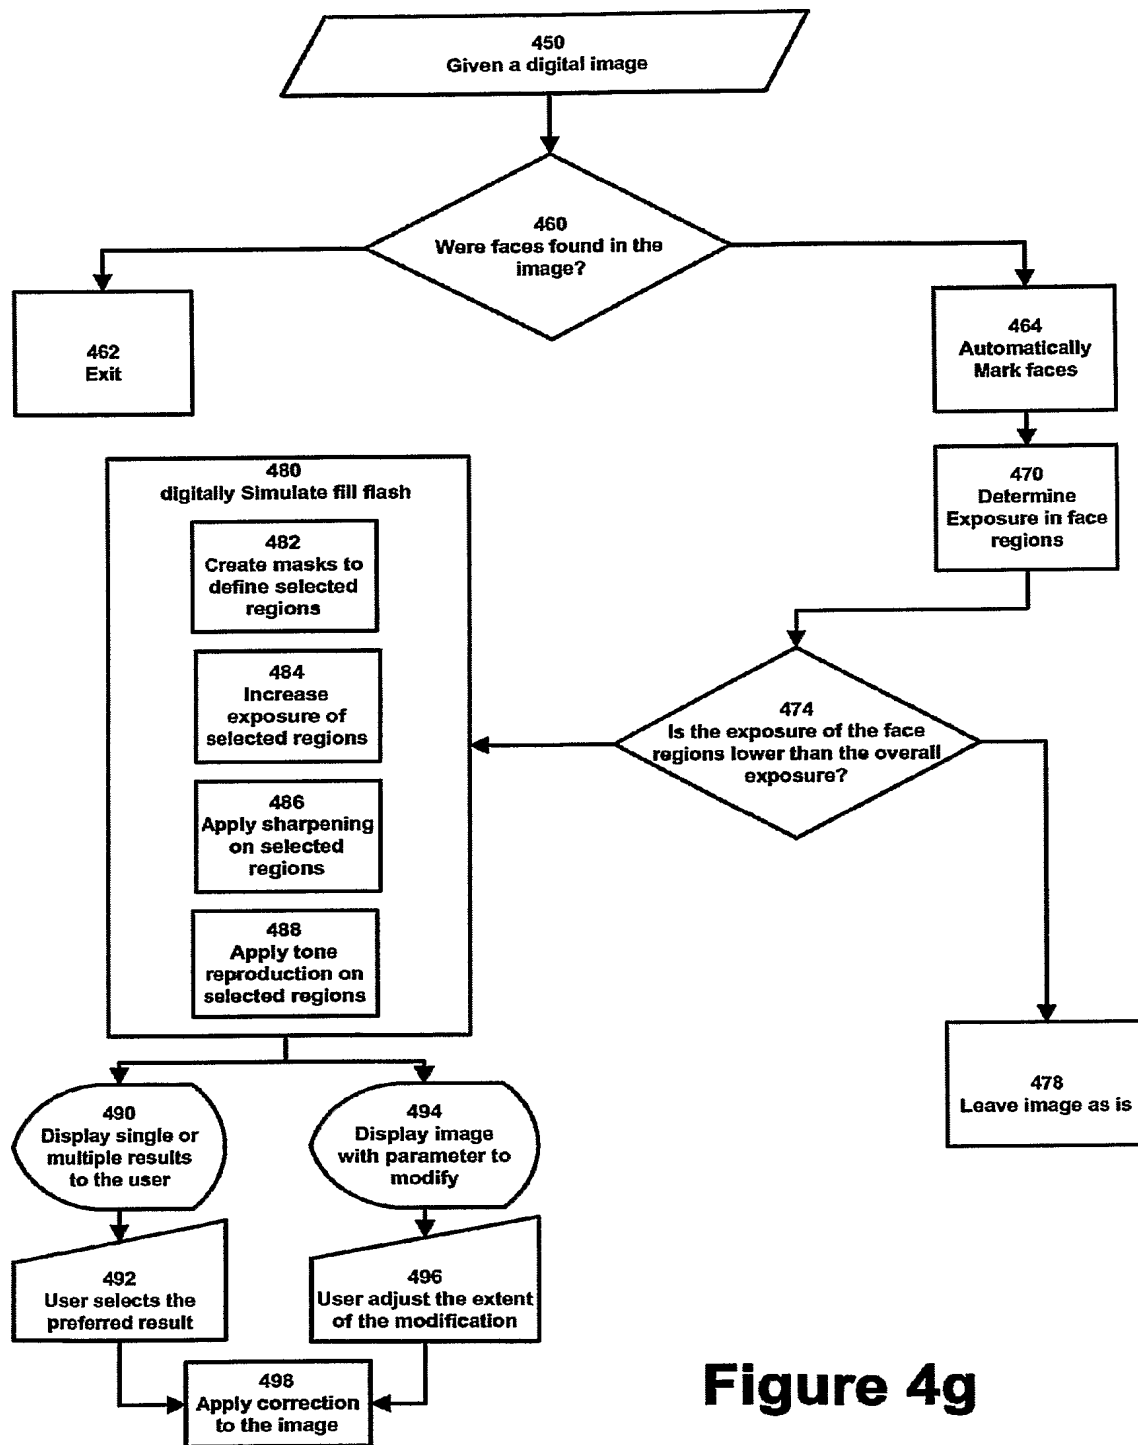 450
Given a digital image
460
Were faces found in the
image?
462
Exit
464
Automatically
Mark faces
470
Determine
Exposure in face
regions
474
Is the exposure of the face
regions lower than the overall
exposure?
478
Leave image as is
480
digitally Simulate fill flash
482
Create masks to
define selected
regions
484
Increase
exposure of
selected regions
486
Apply sharpening
on selected
regions
488
Apply tone
reproduction on
selected regions
490
Display single or
multiple results
to the user
494
Display image
with parameter to
modify
492
User selects the
preferred result
496
User adjust the extent
of the modification
498
Apply correction
to the image
Figure 4g